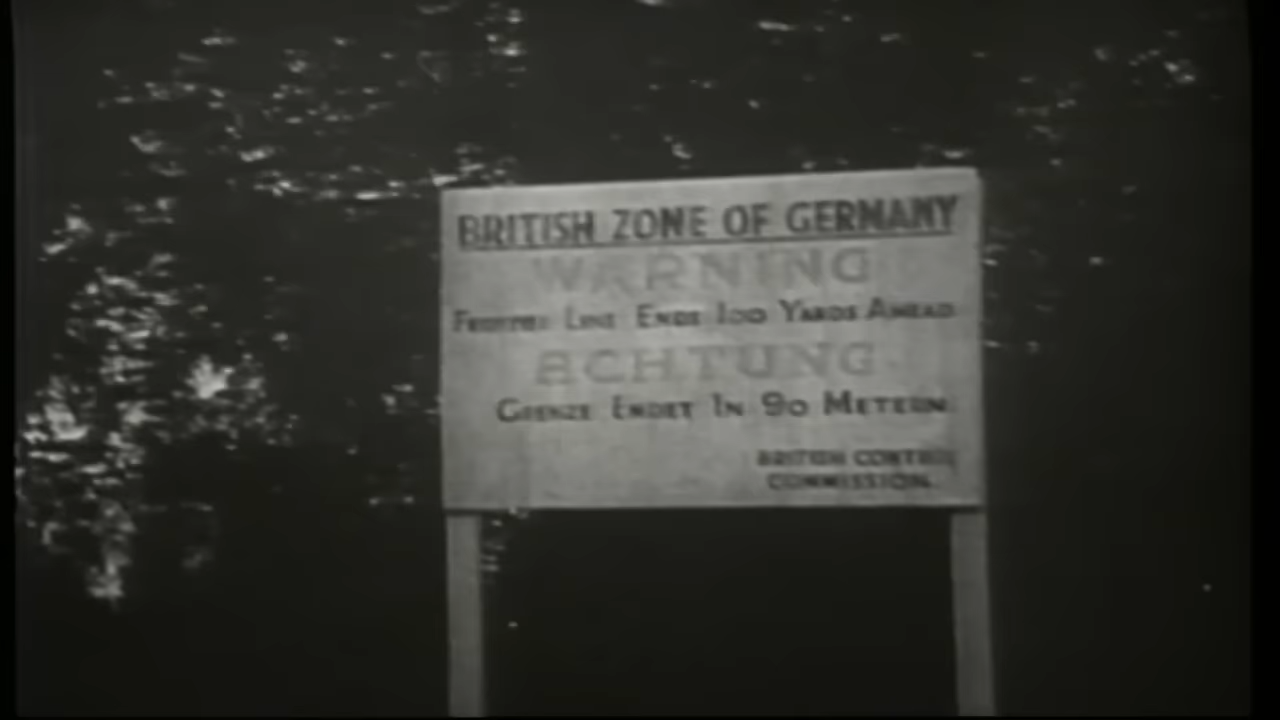 BRITISH ZONE OF GERMANY
WARNING
FRONTIER LINE ENDS 100 YARDS AHEAD
ACHTUNG
GRENZE ENDET IN 90 METERN
BRITISH CONTROL
COMMISSION.